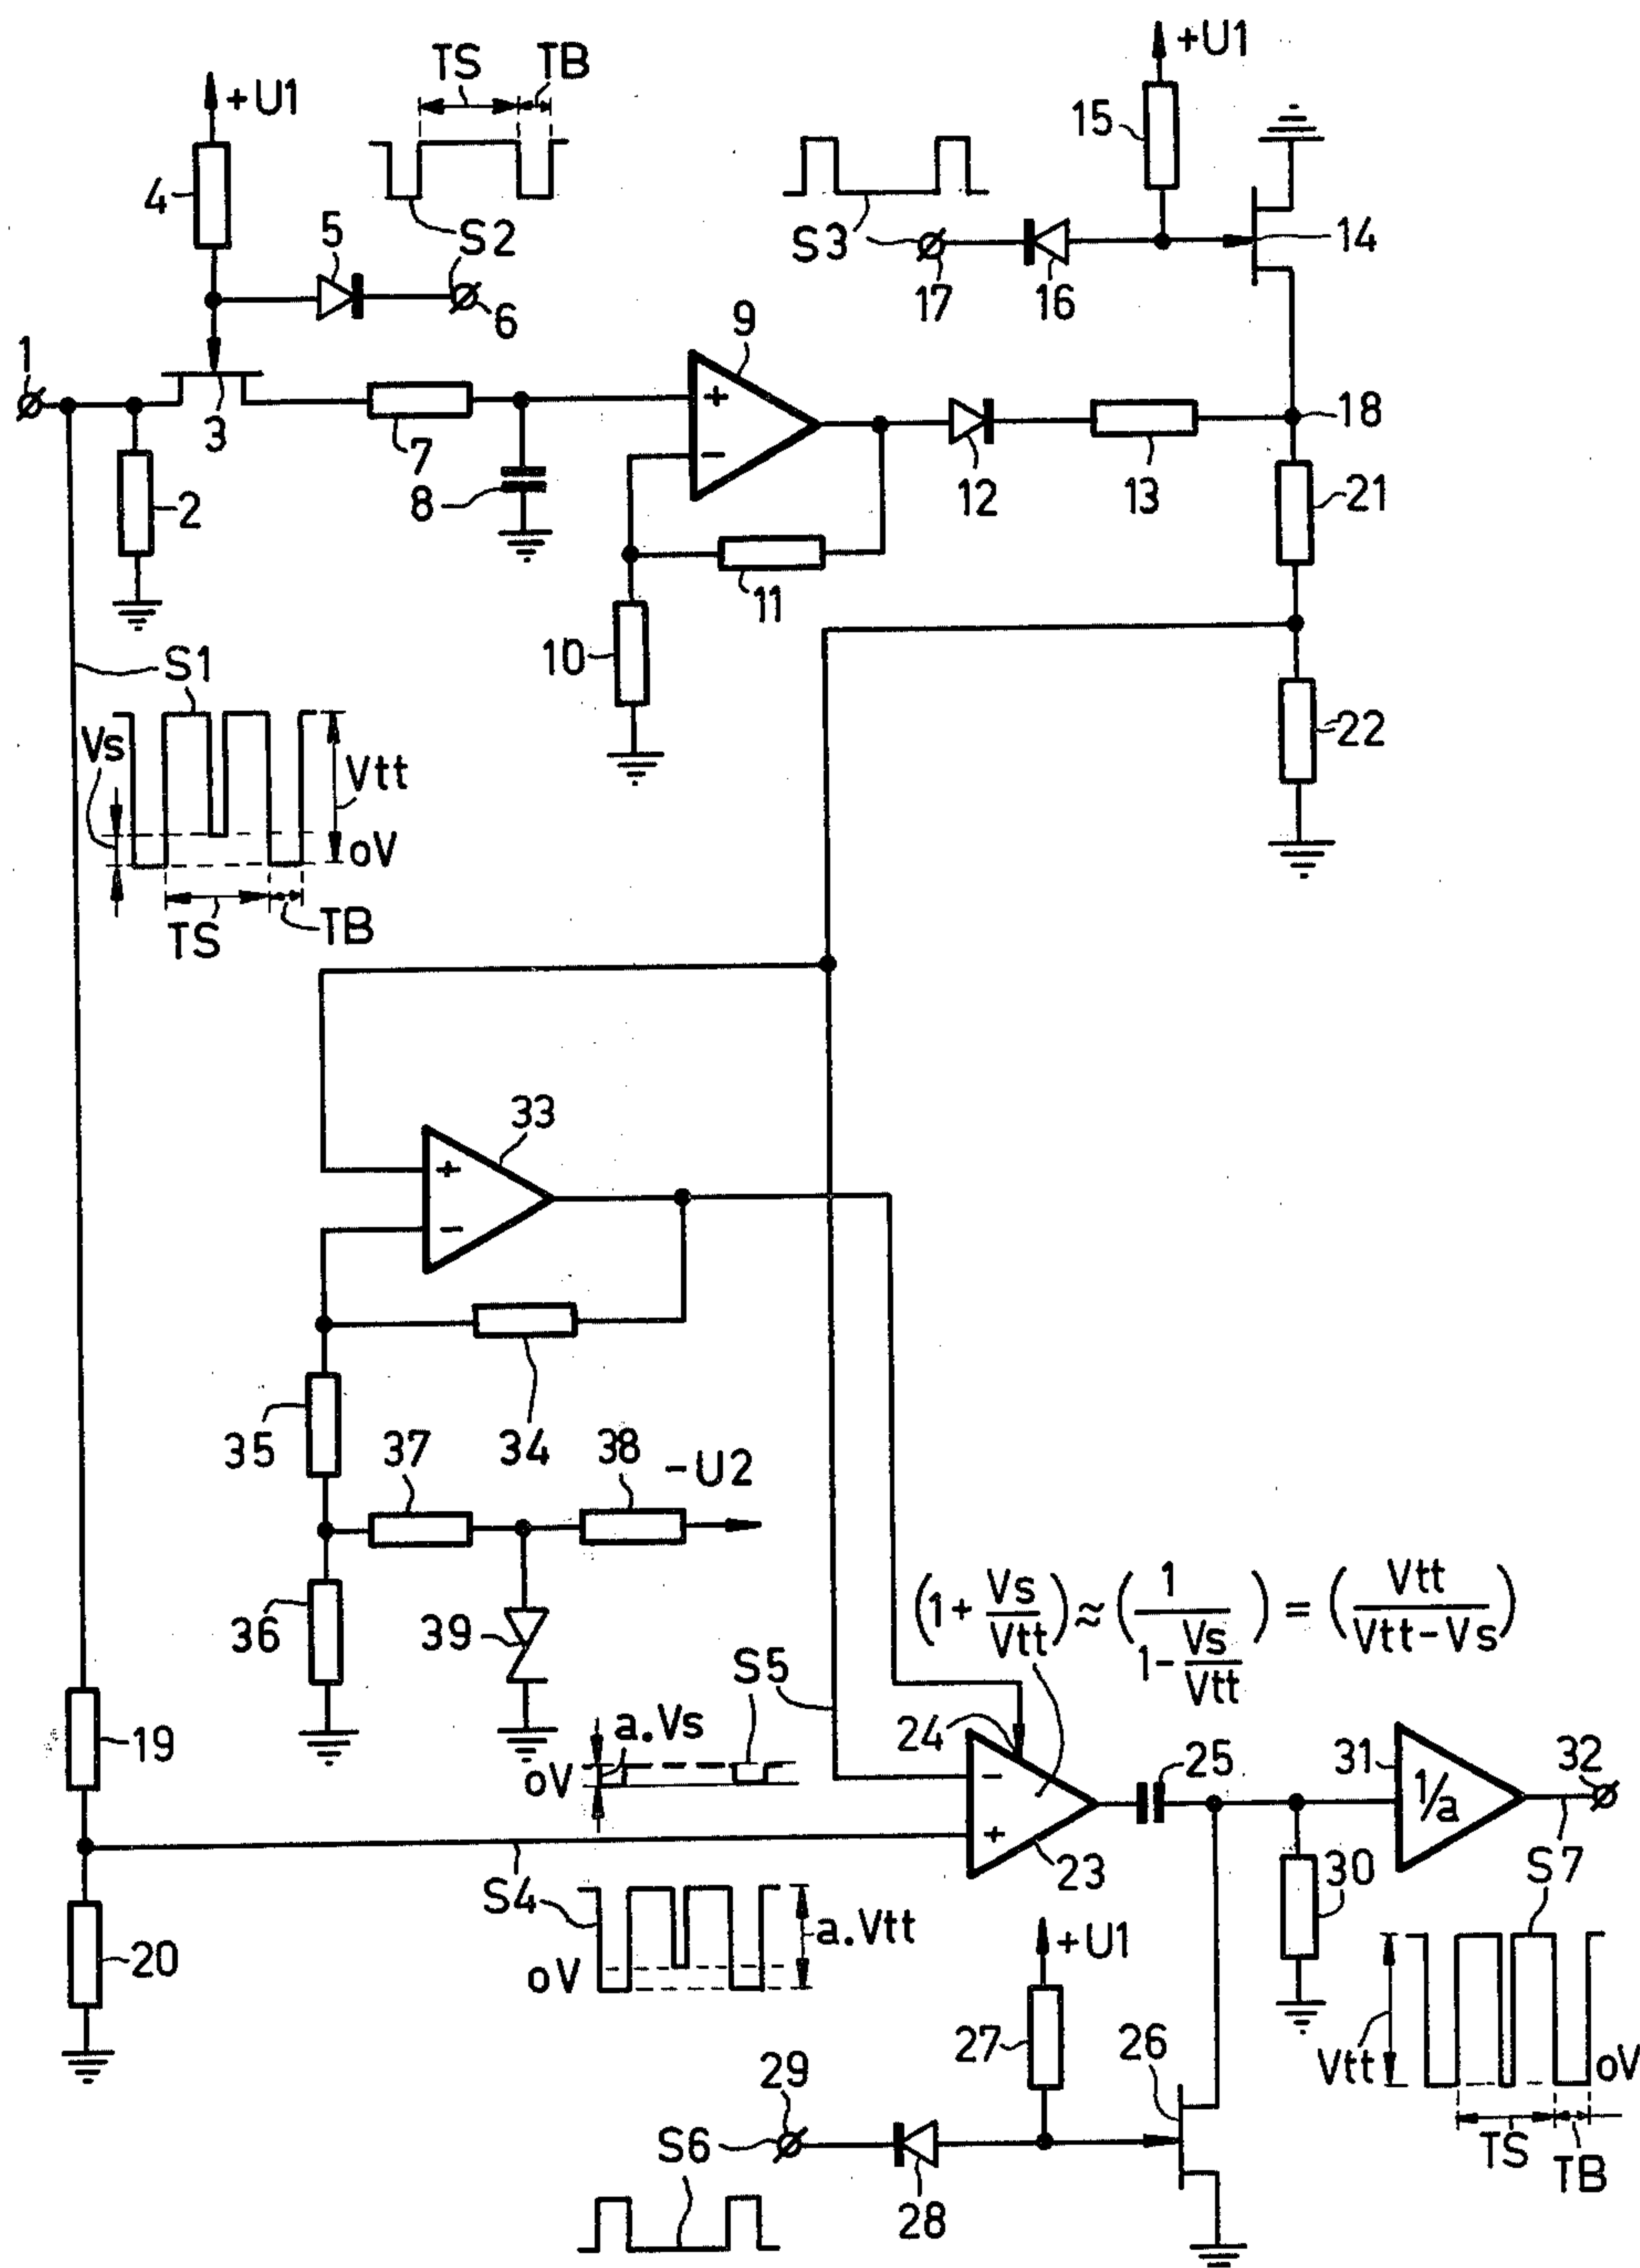 TS TB
+U1
+U1
15
4
5
S2
S3
14
6
17
16
1
9
3
+
7
−
18
2
8
12
13
21
11
10
S1
22
Vs
Vtt
oV
TS
TB
33
+
−
35
37
34
38
−U2
(1+Vs/Vtt)≈(1/(1−Vs/Vtt))=(Vtt/(Vtt−Vs))
36
39
S5
19
a.Vs
24
25
31
32
oV
−
1/a
+
S4
23
30
S7
20
a.Vtt
oV
+U1
27
26
29
Vtt
oV
S6
TS
TB
28